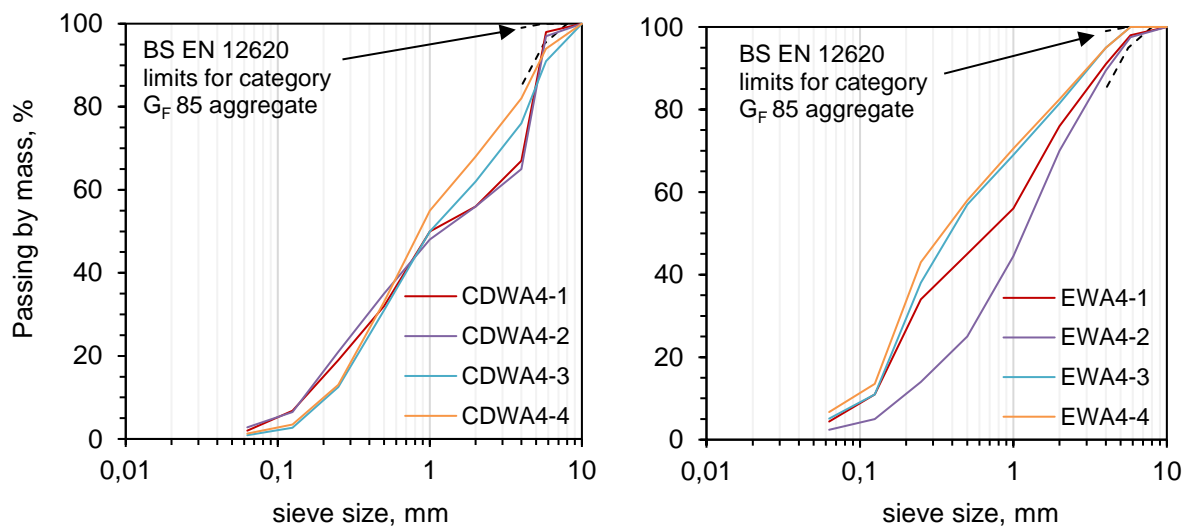 Passing by mass, %
100
80
60
40
20
0
BS EN 12620
limits for category
GF 85 aggregate
CDWA4-1
CDWA4-2
CDWA4-3
CDWA4-4
0,01
0,1
1
10
sieve size, mm
100
80
60
40
20
0
BS EN 12620
limits for category
GF 85 aggregate
EWA4-1
EWA4-2
EWA4-3
EWA4-4
0,01
0,1
1
10
sieve size, mm